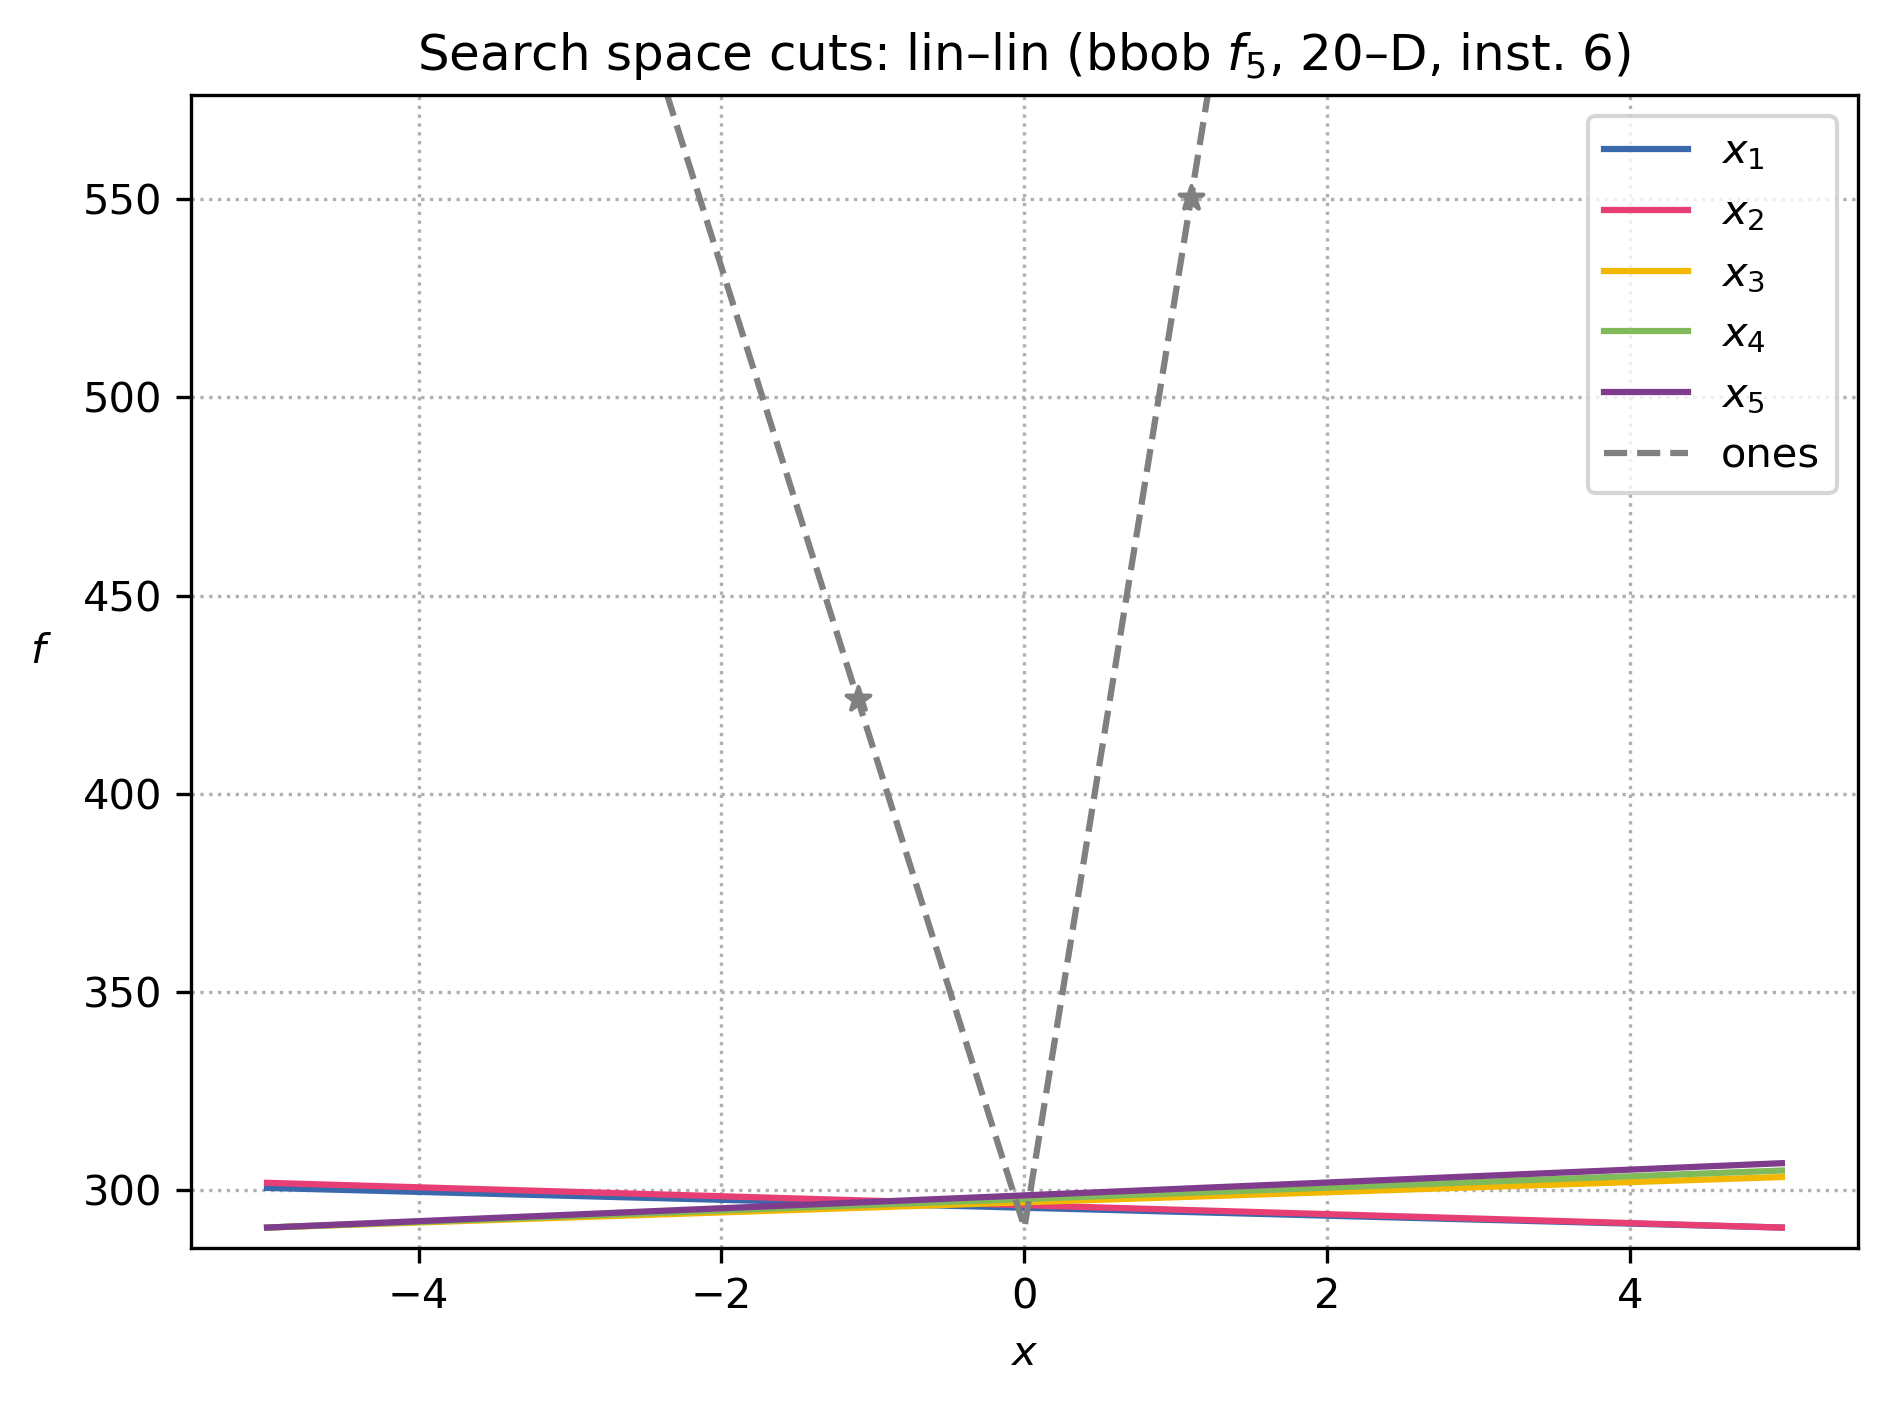 Search space cuts: lin–lin (bbob f₅, 20–D, inst. 6)
550
500
450
400
350
300
f
−4
−2
0
2
4
x
x₁
x₂
x₃
x₄
x₅
ones